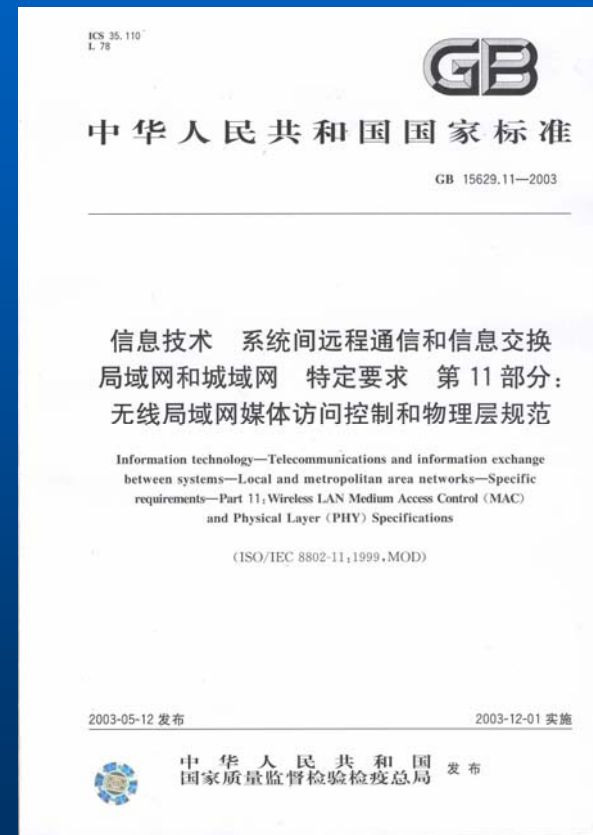 ICS 35.110
L 78
GB
中华人民共和国国家标准
GB 15629.11—2003
信息技术 系统间远程通信和信息交换
局域网和城域网 特定要求 第11部分：
无线局域网媒体访问控制和物理层规范
Information technology—Telecommunications and information exchange
between systems—Local and metropolitan area networks—Specific
requirements—Part 11:Wireless LAN Medium Access Control (MAC)
and Physical Layer (PHY) Specifications
(ISO/IEC 8802-11:1999,MOD)
2003-05-12 发布 2003-12-01 实施
中华人民共和国
国家质量监督检验检疫总局 发布